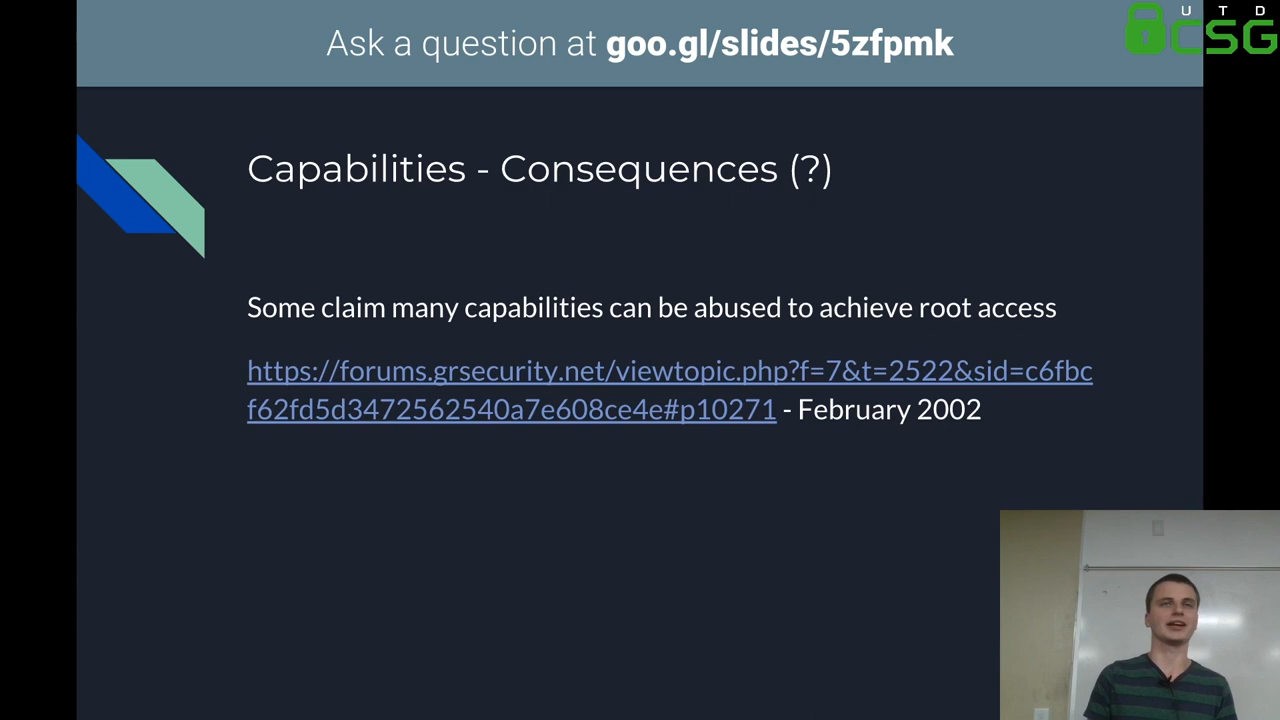 Ask a question at goo.gl/slides/5zfpmk
UTD
CSG
Capabilities - Consequences (?)
Some claim many capabilities can be abused to achieve root access
https://forums.grsecurity.net/viewtopic.php?f=7&t=2522&sid=c6fbc
f62fd5d3472562540a7e608ce4e#p10271 - February 2002